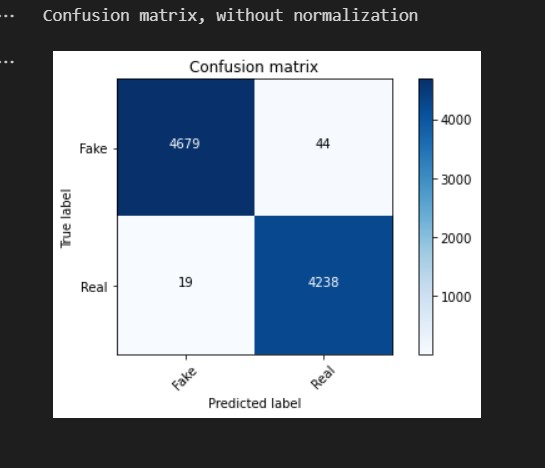 Confusion matrix, without normalization
Confusion matrix
Fake
4679
44
4000
3000
True label
2000
Real
19
4238
1000
Fake
Real
Predicted label